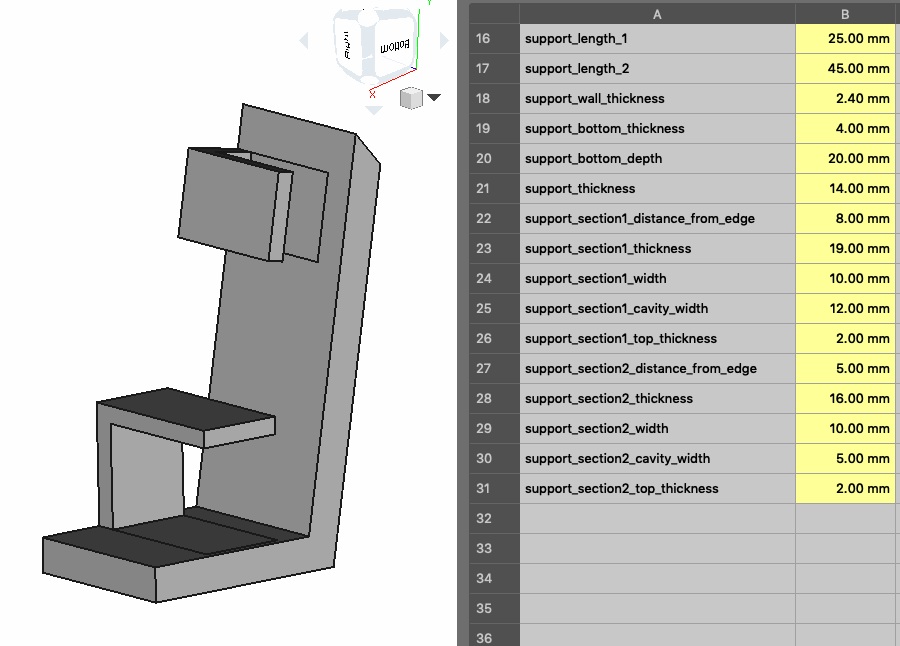 Y
Right
Bottom
X
A B
16 support_length_1 25.00 mm
17 support_length_2 45.00 mm
18 support_wall_thickness 2.40 mm
19 support_bottom_thickness 4.00 mm
20 support_bottom_depth 20.00 mm
21 support_thickness 14.00 mm
22 support_section1_distance_from_edge 8.00 mm
23 support_section1_thickness 19.00 mm
24 support_section1_width 10.00 mm
25 support_section1_cavity_width 12.00 mm
26 support_section1_top_thickness 2.00 mm
27 support_section2_distance_from_edge 5.00 mm
28 support_section2_thickness 16.00 mm
29 support_section2_width 10.00 mm
30 support_section2_cavity_width 5.00 mm
31 support_section2_top_thickness 2.00 mm
32
33
34
35
36